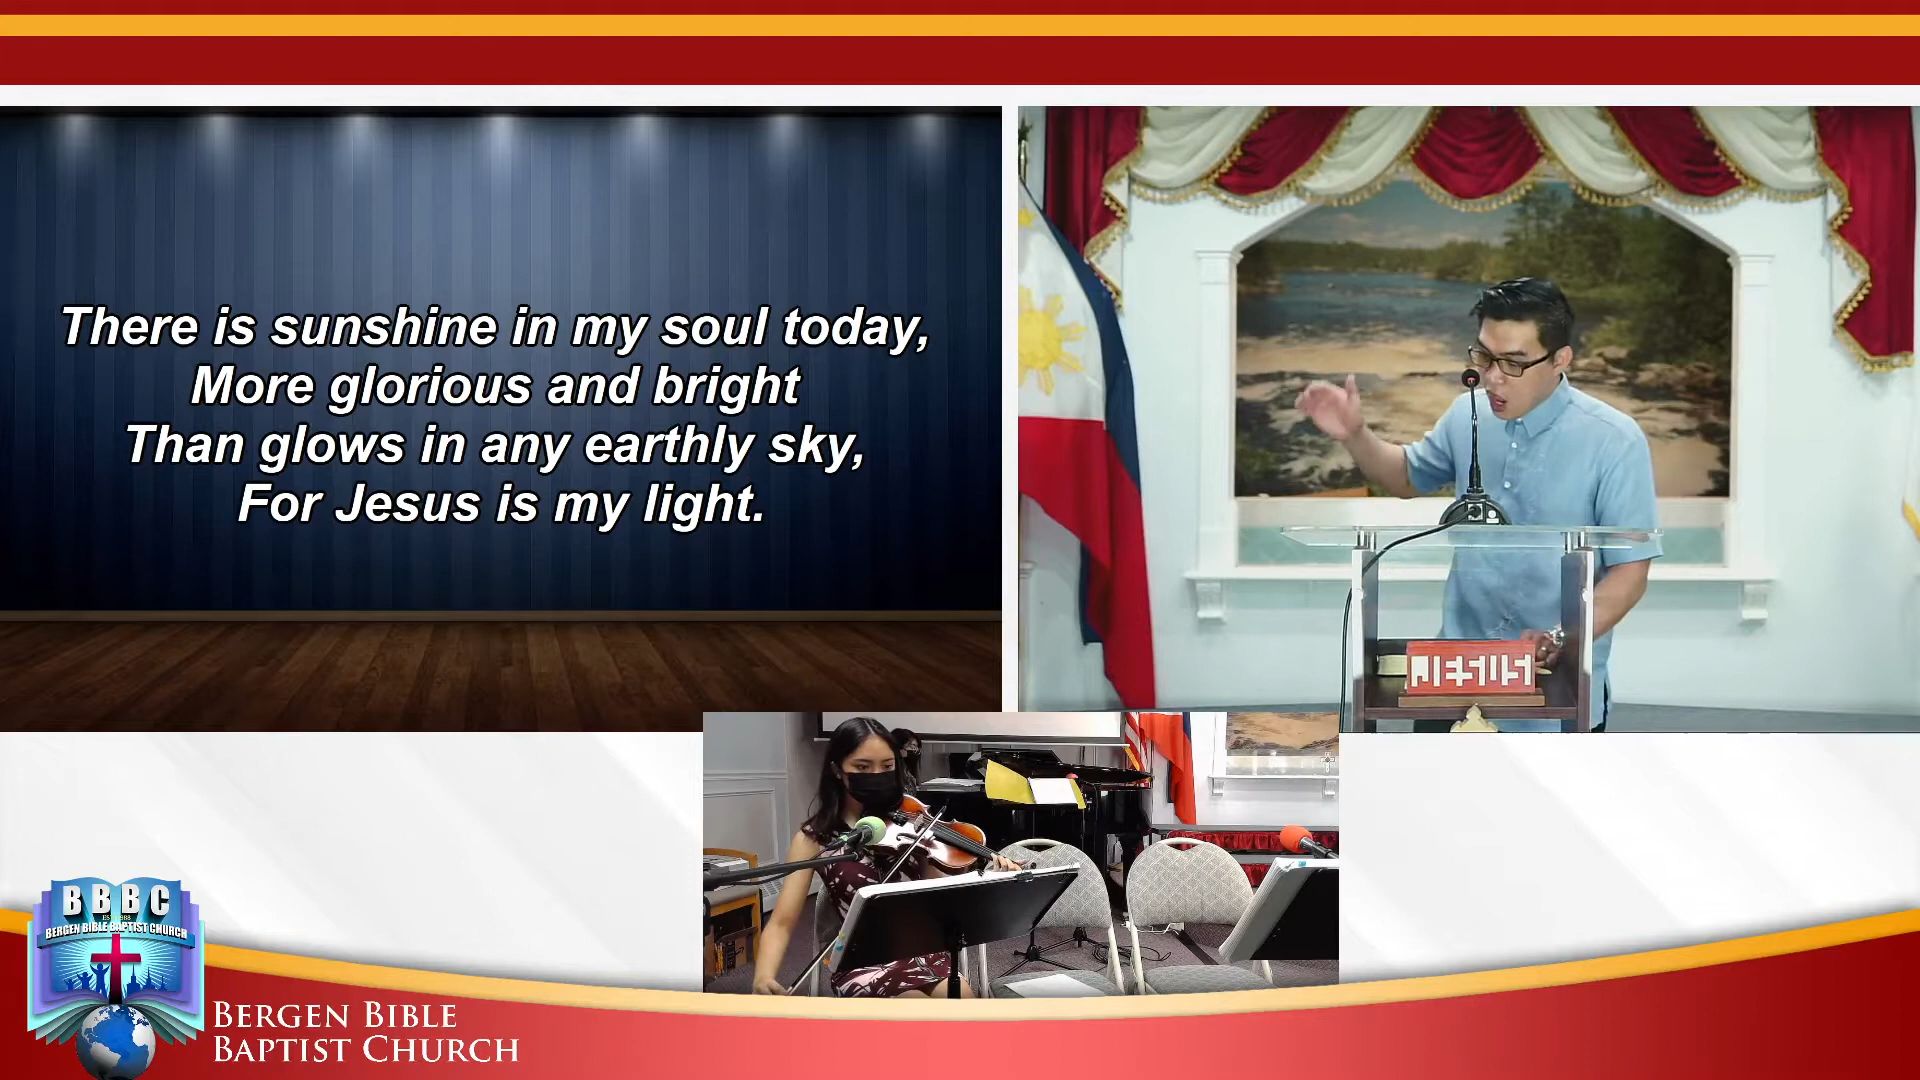 There is sunshine in my soul today,
More glorious and bright
Than glows in any earthly sky,
For Jesus is my light.
BBBC
BERGEN BIBLE BAPTIST CHURCH
BERGEN BIBLE
BAPTIST CHURCH